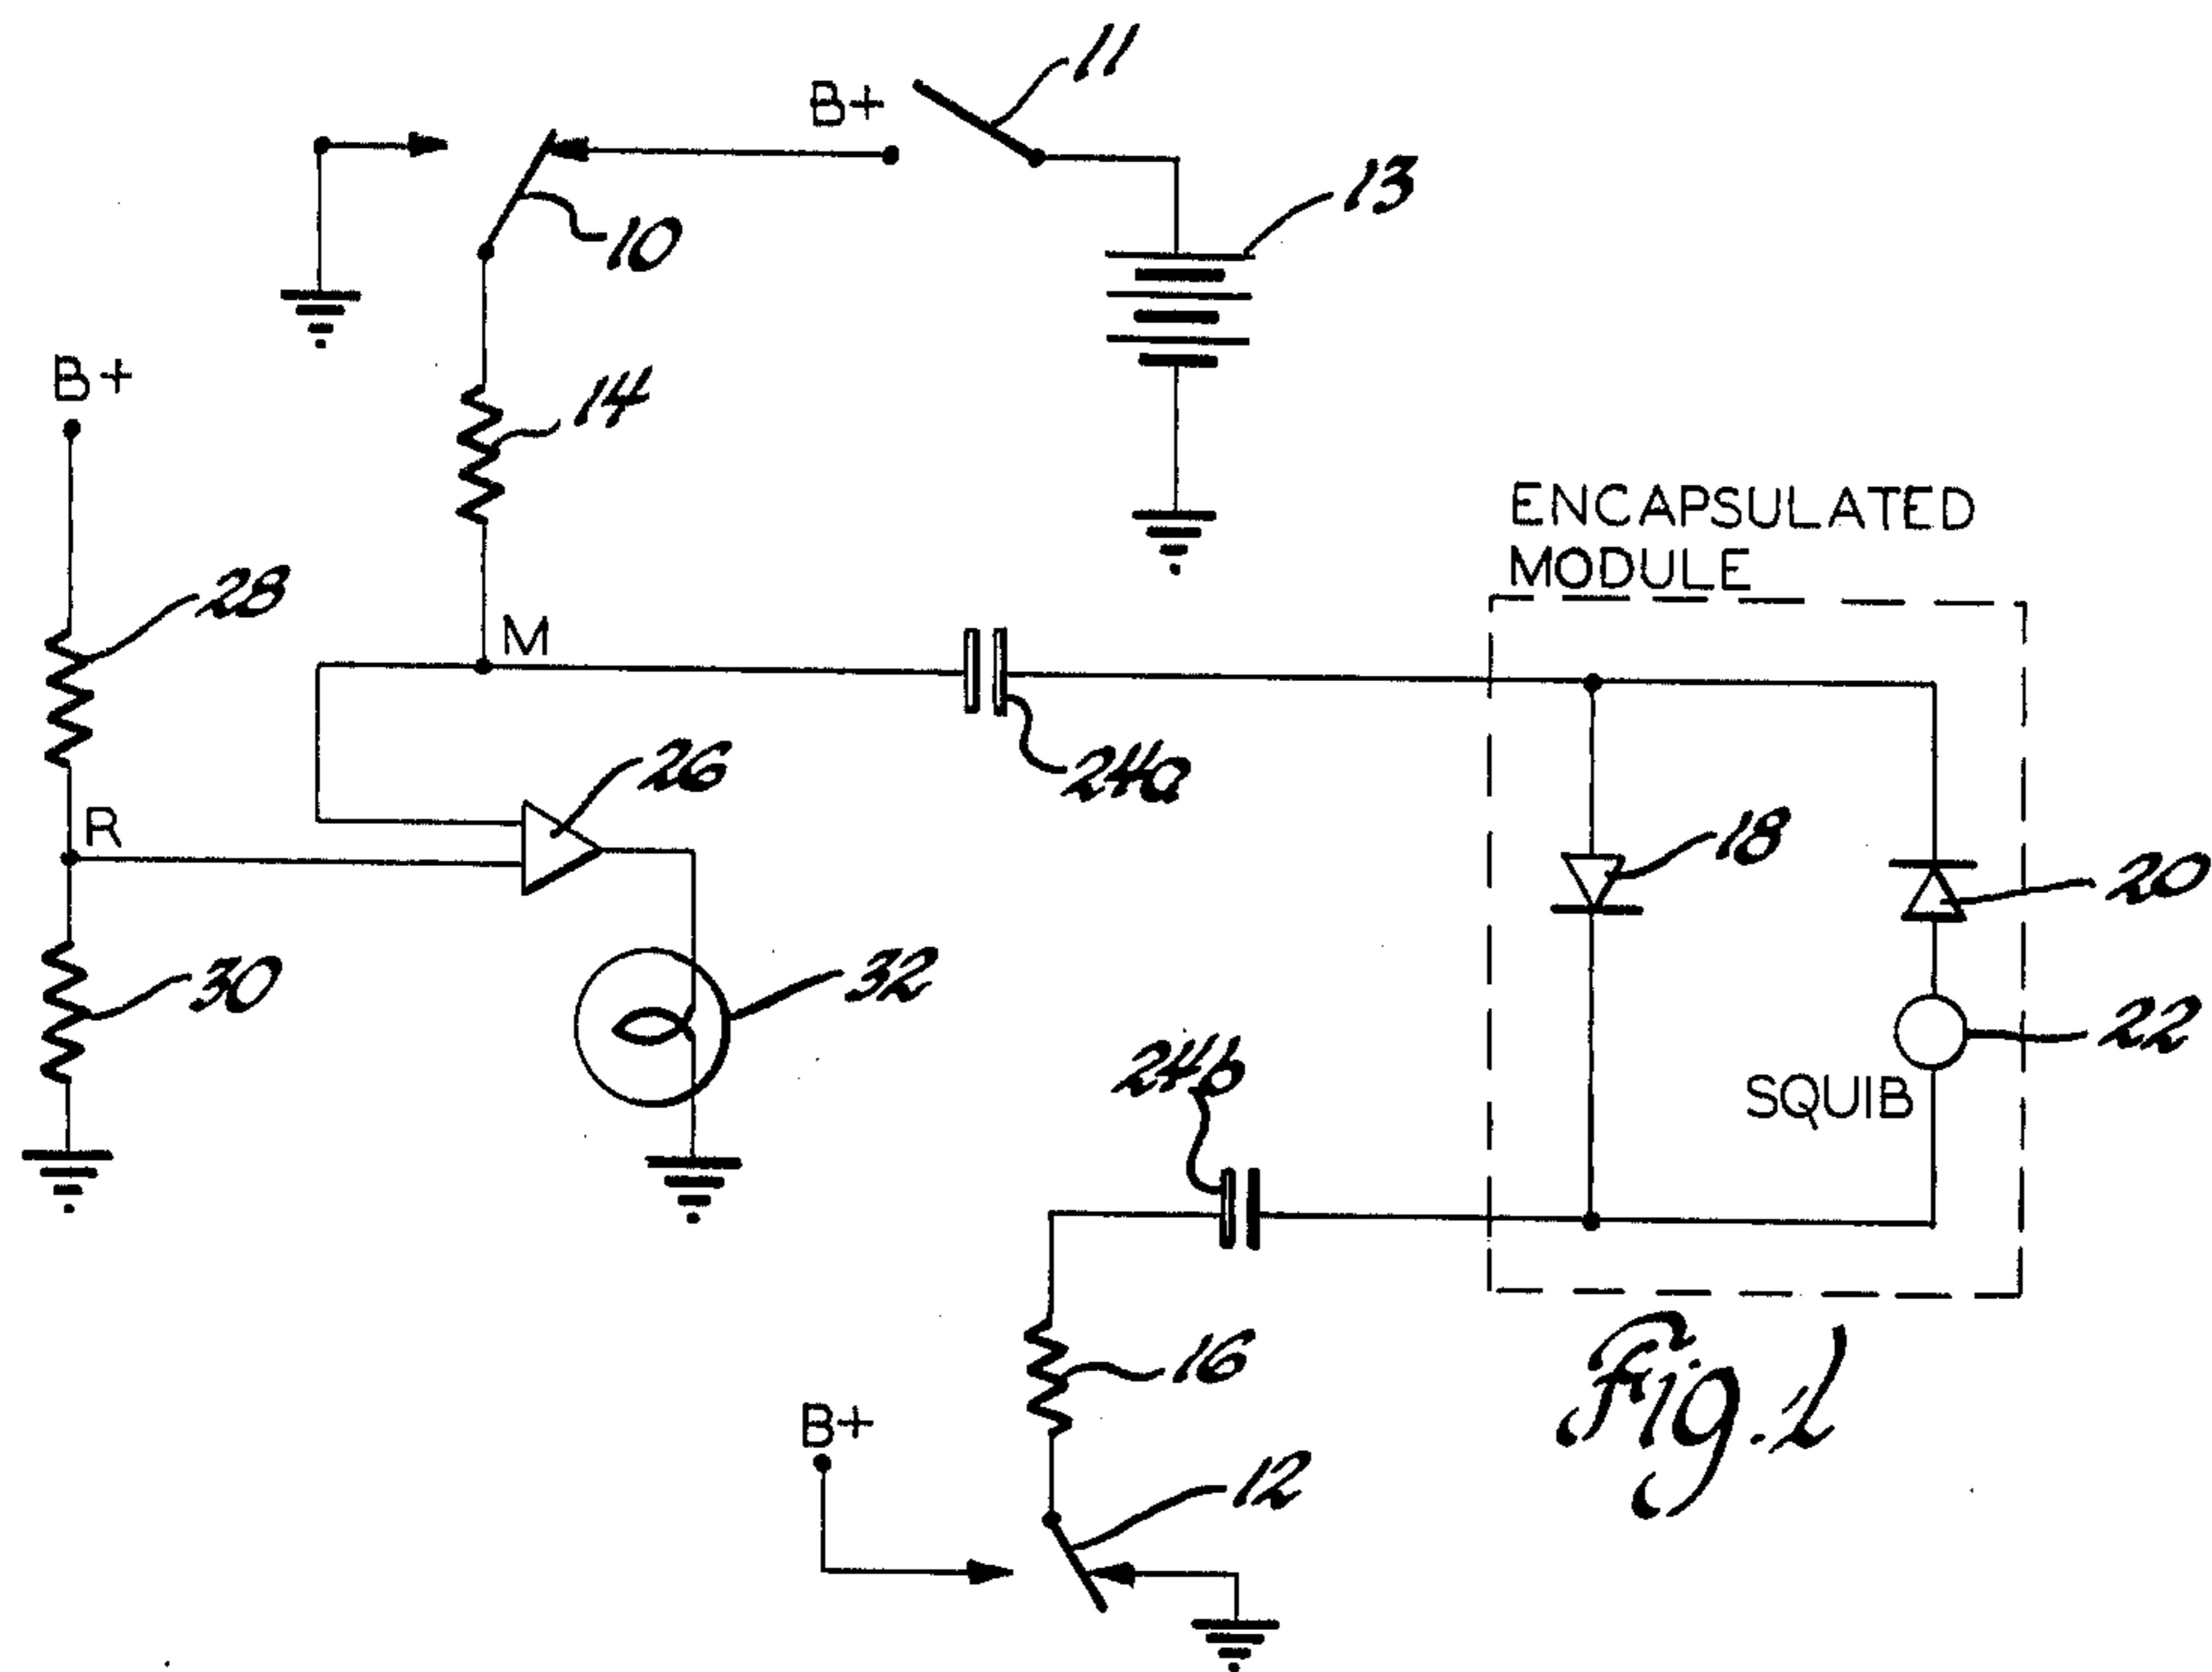 11
B+
13
10
B+
14
ENCAPSULATED
MODULE
28
M
26
24a
R
18
20
30
32
22
24b
SQUIB
16
Fig.1
B+
12